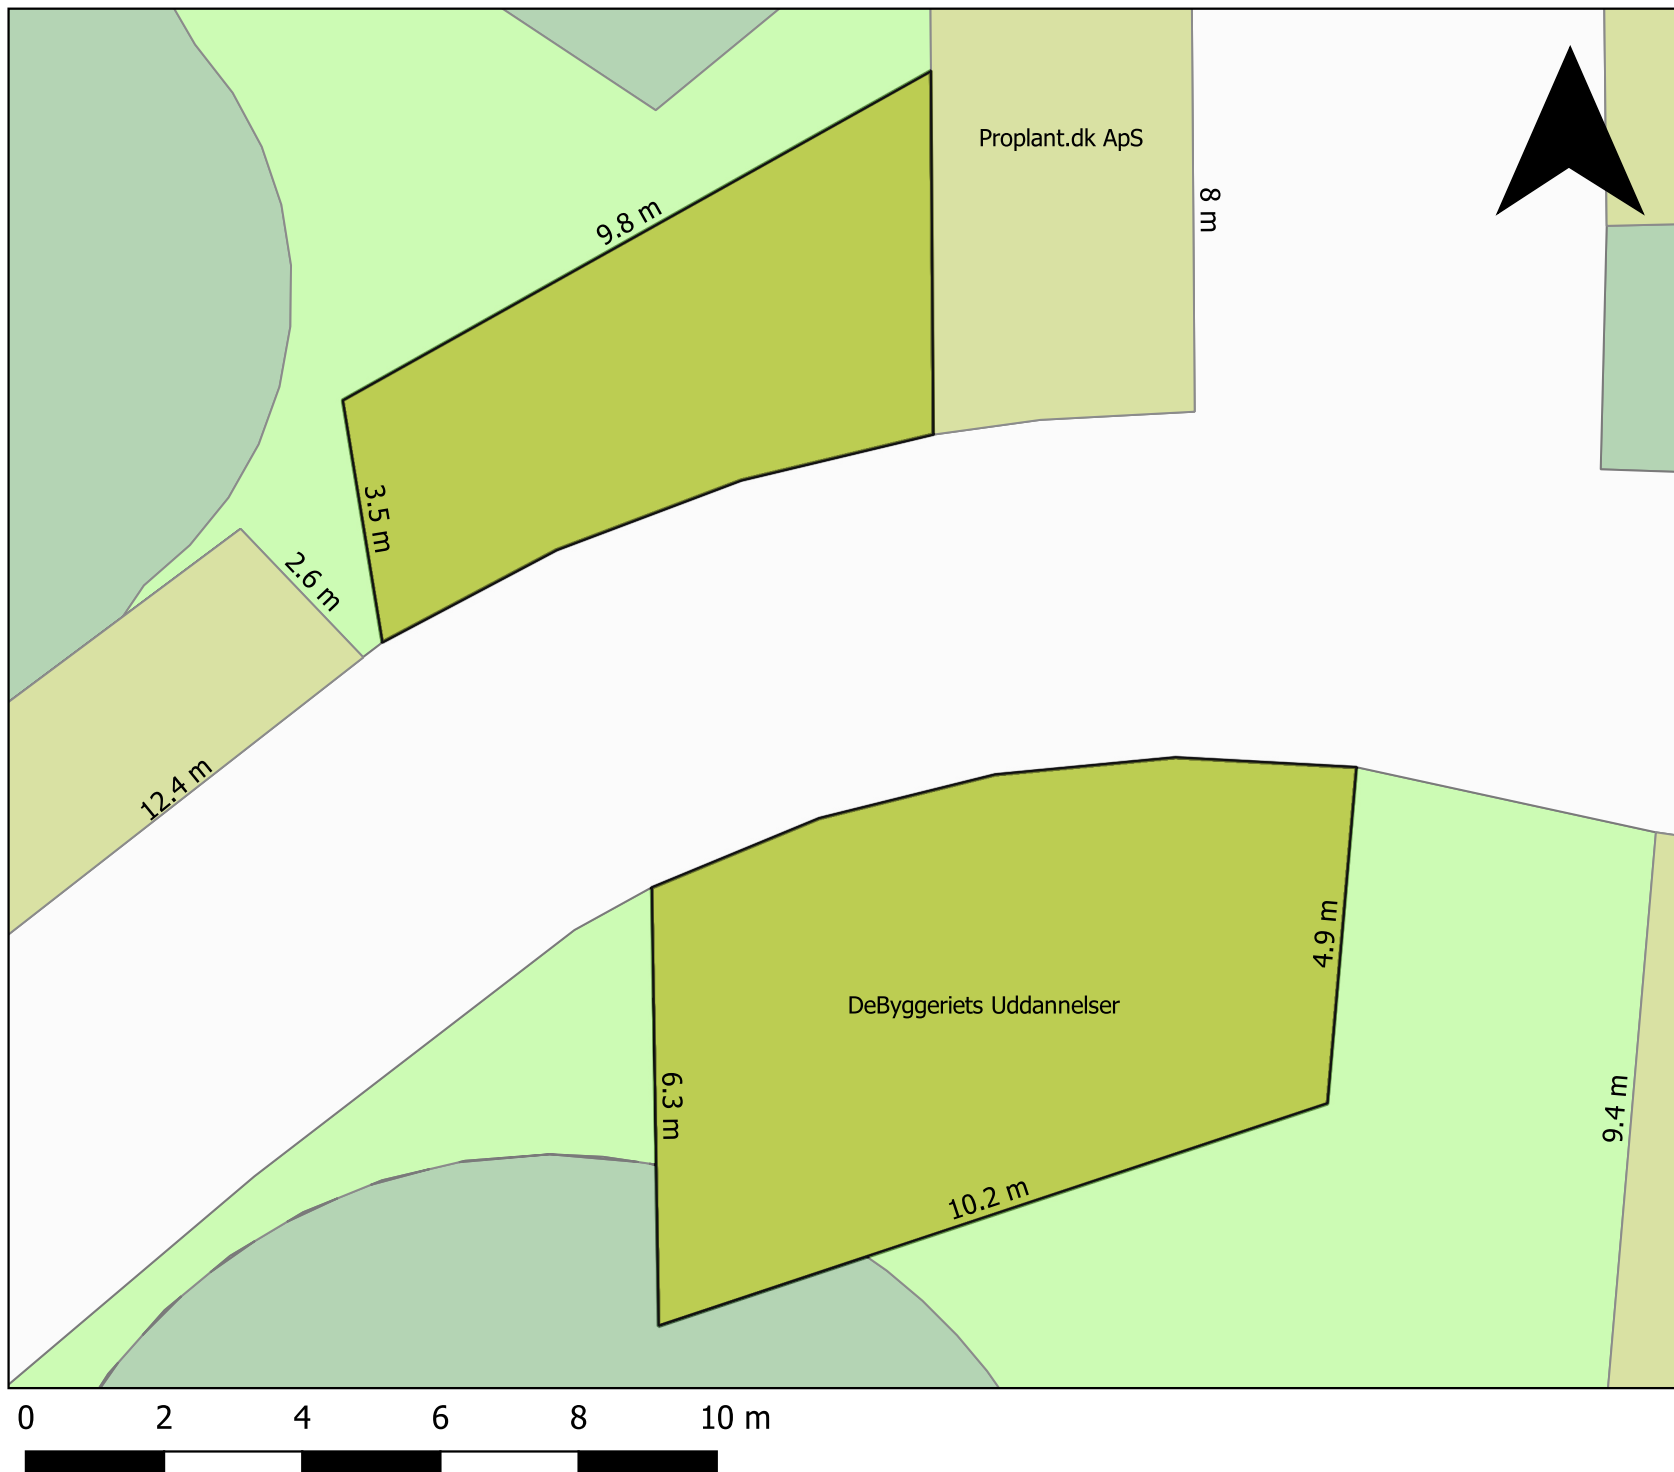 Proplant.dk ApS
9.8 m
8 m
3.5 m
2.6 m
12.4 m
4.9 m
DeByggeriets Uddannelser
6.3 m
9.4 m
10.2 m
0 2 4 6 8 10 m